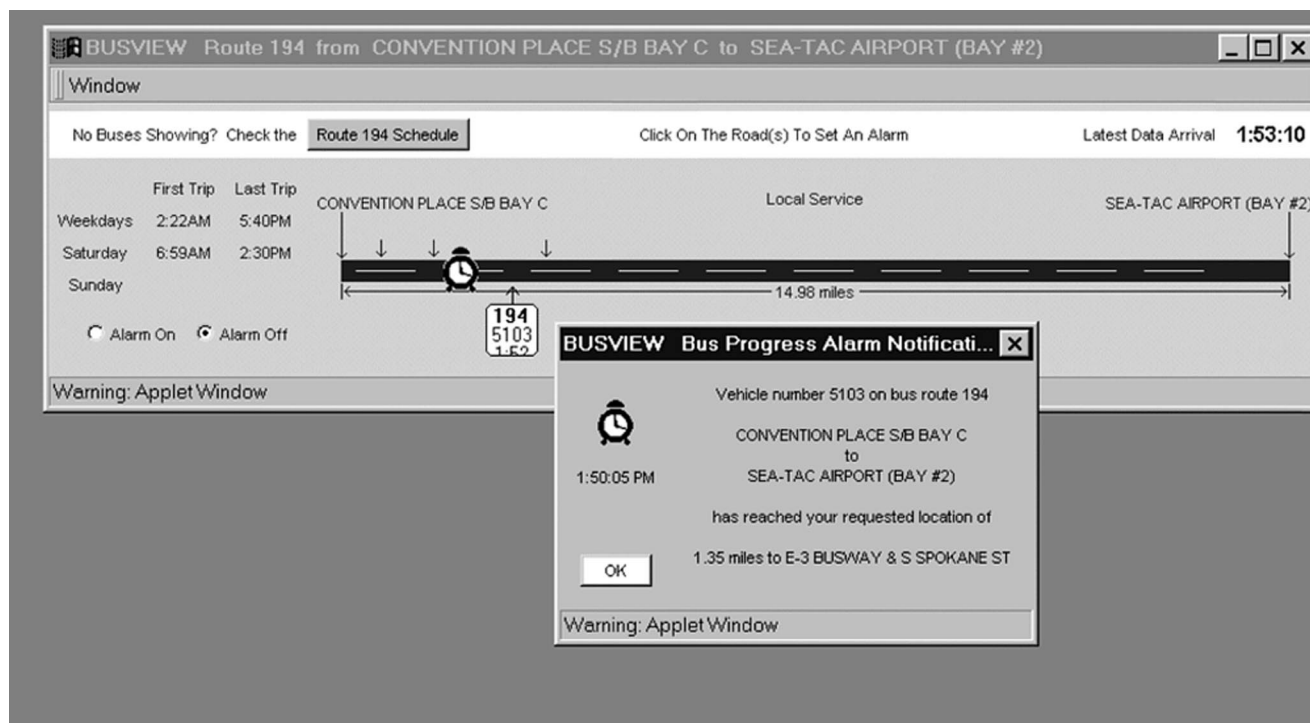 BUSVIEW Route 194 from CONVENTION PLACE S/B BAY C to SEA-TAC AIRPORT (BAY #2)
Window
No Buses Showing? Check the Route 194 Schedule Click On The Road(s) To Set An Alarm Latest Data Arrival 1:53:10
First Trip Last Trip
CONVENTION PLACE S/B BAY C Local Service SEA-TAC AIRPORT (BAY #2)
Weekdays 2:22AM 5:40PM
Saturday 6:59AM 2:30PM
Sunday
14.98 miles
Alarm On Alarm Off
194
5103
1:52
Warning: Applet Window
BUSVIEW Bus Progress Alarm Notificati...
Vehicle number 5103 on bus route 194
CONVENTION PLACE S/B BAY C
to
SEA-TAC AIRPORT (BAY #2)
1:50:05 PM
has reached your requested location of
1.35 miles to E-3 BUSWAY & S SPOKANE ST
OK
Warning: Applet Window